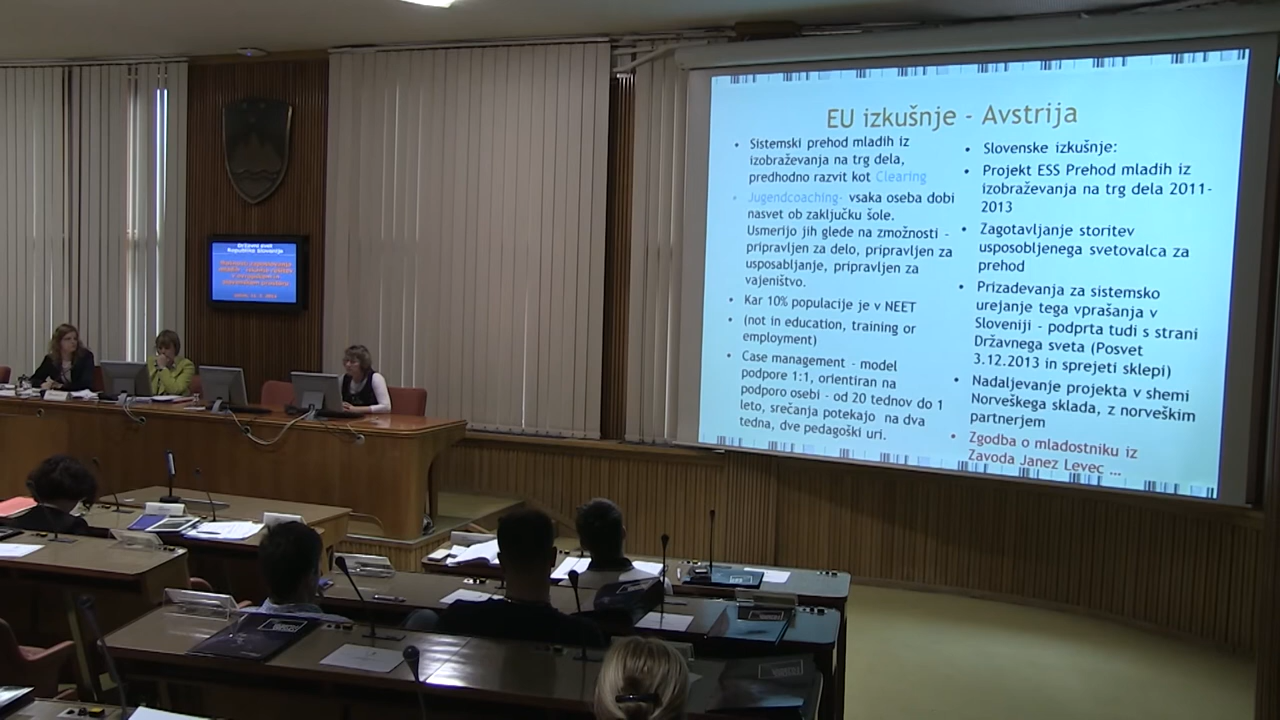 EU izkušnje - Avstrija
• Sistemski prehod mladih iz
izobraževanja na trg dela,
predhodno razvit kot Clearing
• Jugendcoaching- vsaka oseba dobi
nasvet ob zaključku šole.
Usmerijo jih glede na zmožnosti -
pripravljen za delo, pripravljen za
usposabljanje, pripravljen za
vajeništvo.
• Kar 10% populacije je v NEET
• (not in education, training or
employment)
• Case management - model
podpore 1:1, orientiran na
podporo osebi - od 20 tednov do 1
leto, srečanja potekajo na dva
tedna, dve pedagoški uri.
• Slovenske izkušnje:
• Projekt ESS Prehod mladih iz
izobraževanja na trg dela 2011-
2013
• Zagotavljanje storitev
usposobljenega svetovalca za
prehod
• Prizadevanja za sistemsko
urejanje tega vprašanja v
Sloveniji - podprta tudi s strani
Državnega sveta (Posvet
3.12.2013 in sprejeti sklepi)
• Nadaljevanje projekta v shemi
Norveškega sklada, z norveškim
partnerjem
• Zgodba o mladostniku iz
Zavoda Janez Levec ...
Državni svet
Republike Slovenije